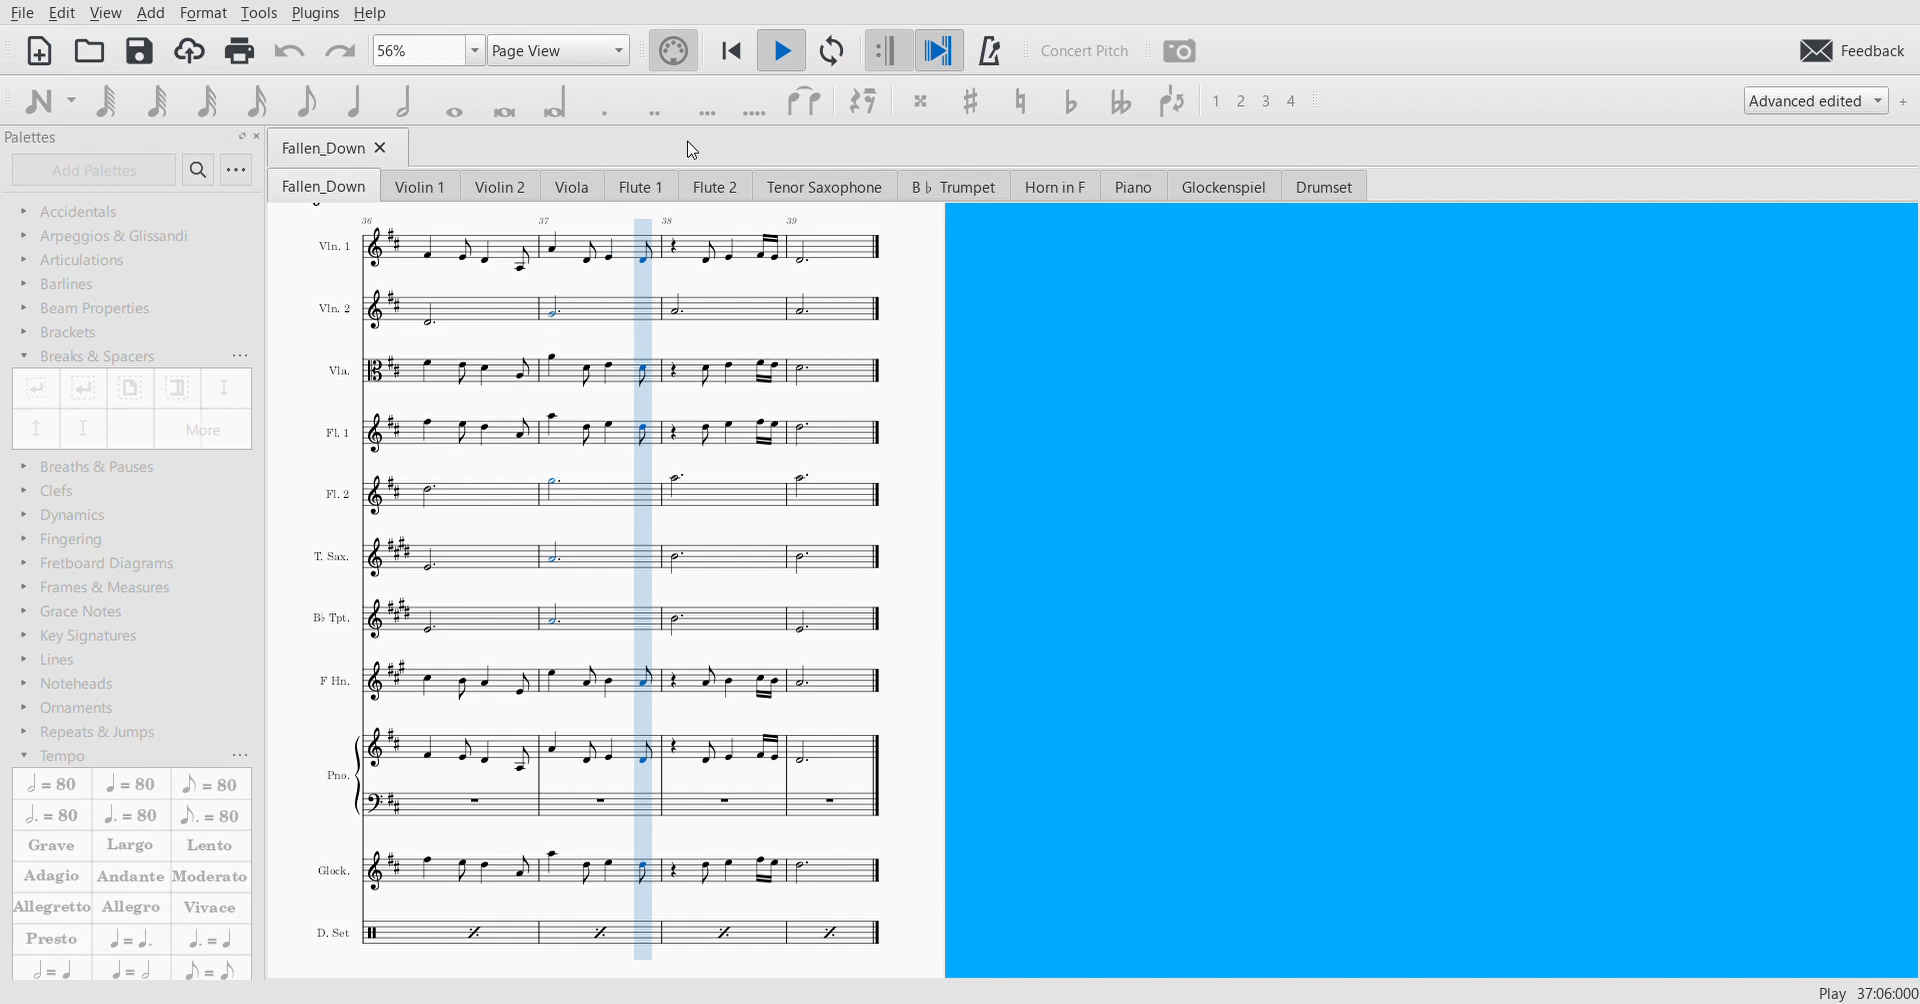 File Edit View Add Format Tools Plugins Help
56% Page View Concert Pitch Feedback
1 2 3 4 Advanced edited +
Palettes
Fallen_Down
Add Palettes
Fallen_Down Violin 1 Violin 2 Viola Flute 1 Flute 2 Tenor Saxophone B♭ Trumpet Horn in F Piano Glockenspiel Drumset
Accidentals
Arpeggios & Glissandi
Articulations
Barlines
Beam Properties
Brackets
Breaks & Spacers
More
Breaths & Pauses
Clefs
Dynamics
Fingering
Fretboard Diagrams
Frames & Measures
Grace Notes
Key Signatures
Lines
Noteheads
Ornaments
Repeats & Jumps
Tempo
𝅗𝅥 = 80 ♩ = 80 ♪ = 80
𝅗𝅥. = 80 ♩. = 80 ♪. = 80
Grave Largo Lento
Adagio Andante Moderato
Allegretto Allegro Vivace
Presto ♩ = ♩. ♩. = ♩
𝅗𝅥 = ♩ ♩ = 𝅗𝅥 ♪ = ♪
36 37 38 39
Vln. 1
Vln. 2
Vla.
Fl. 1
Fl. 2
T. Sax.
B♭ Tpt.
F Hn.
Pno.
Glock.
D. Set
Play 37:06:000